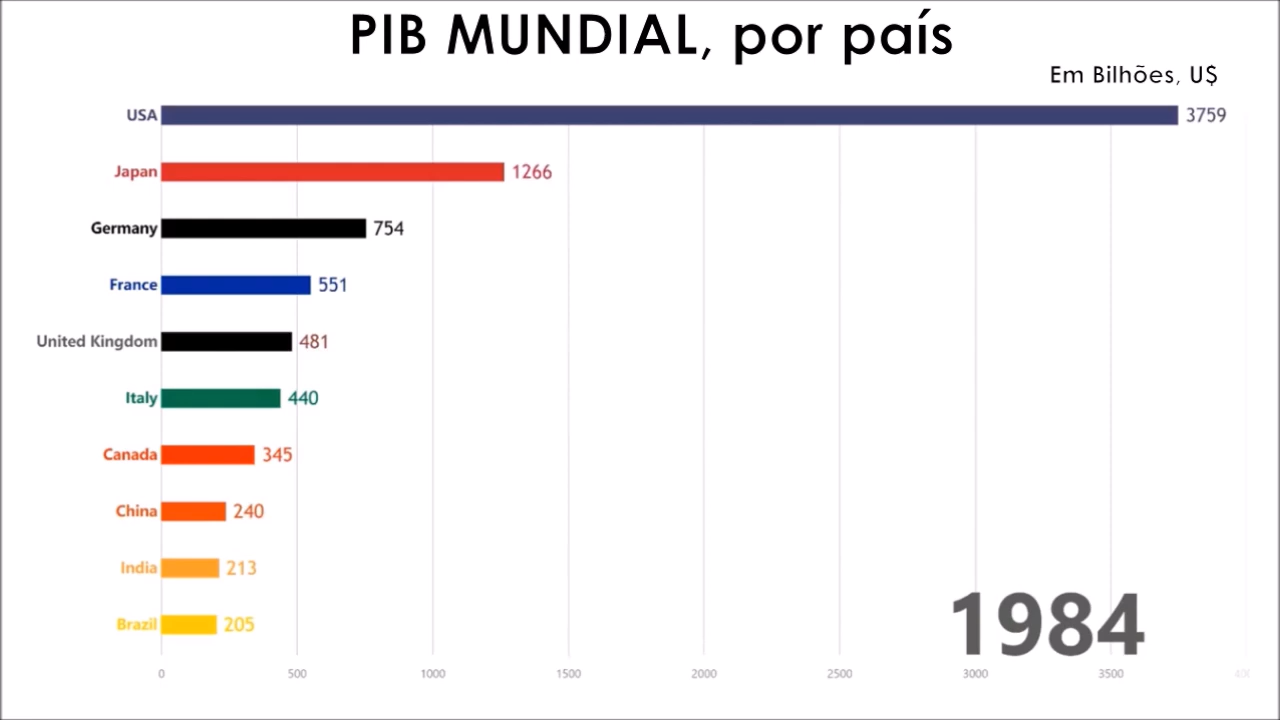 PIB MUNDIAL, por país
Em Bilhões, U$
USA 3759
Japan 1266
Germany 754
France 551
United Kingdom 481
Italy 440
Canada 345
China 240
India 213
Brazil 205
1984
0 500 1000 1500 2000 2500 3000 3500